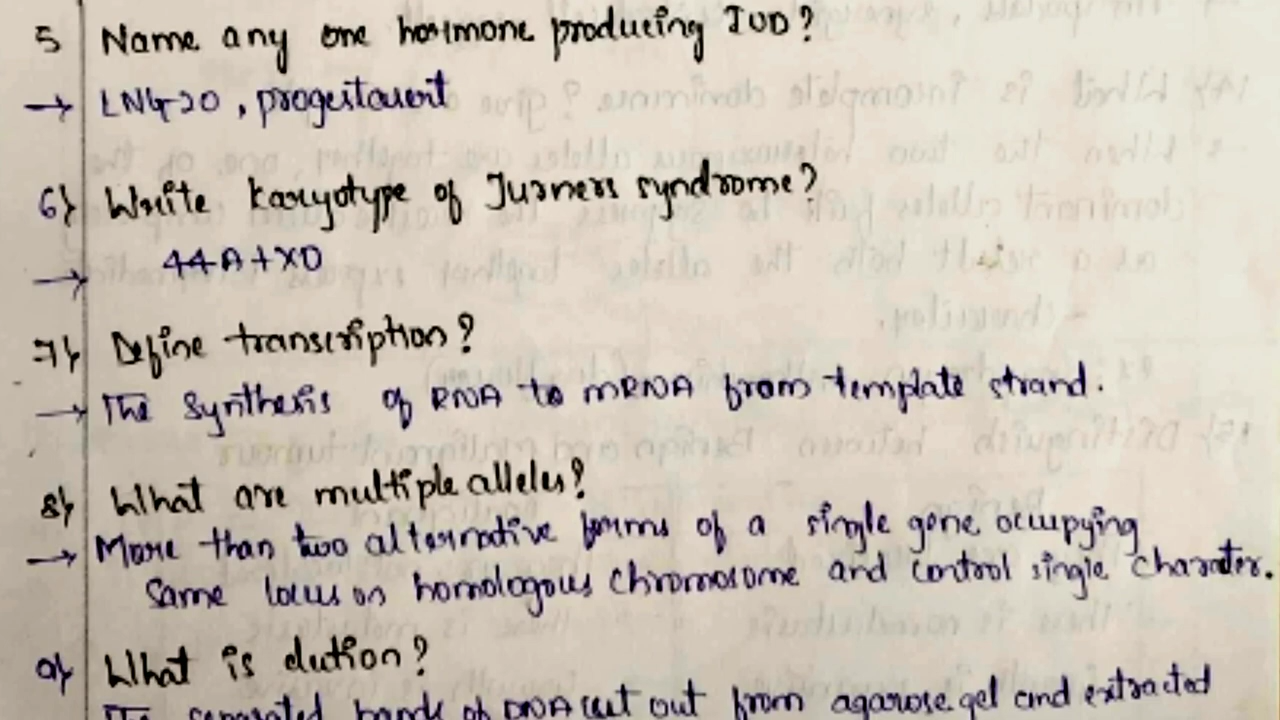 5 Name any one hormone producing IUD?
→ LNG-20, progestasert
6) Write karyotype of Turners syndrome?
→ 44A+XO
7) Define transcription?
→ The synthesis of RNA to mRNA from template strand.
8) What are multiple alleles?
→ More than two alternative forms of a single gene occupying
same locus on homologous chromosome and control single character.
9) What is elution?
The separated bands of DNA cut out from agarose gel and extracted